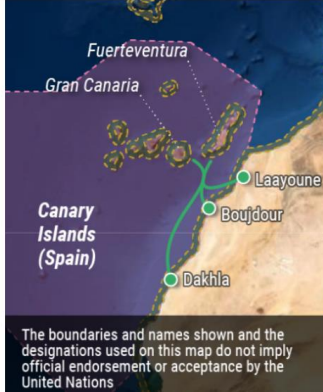 Fuerteventura
Gran Canaria
Laayoune
Boujdour
Canary
Islands
(Spain)
Dakhla
The boundaries and names shown and the
designations used on this map do not imply
official endorsement or acceptance by the
United Nations